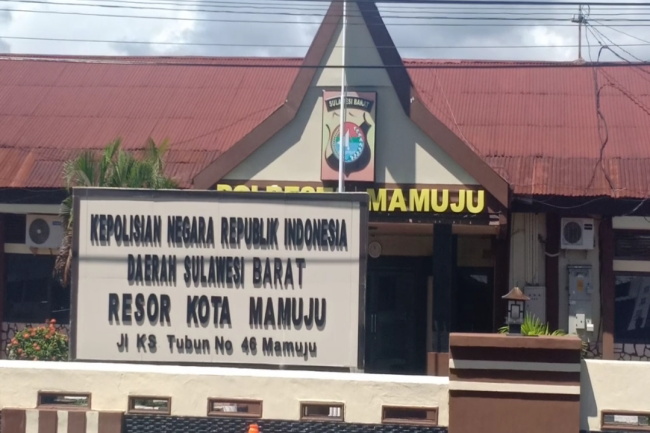 SULAWESI BARAT
MAMUJU
KEPOLISIAN NEGARA REPUBLIK INDONESIA
DAERAH SULAWESI BARAT
RESOR KOTA MAMUJU
Jl KS Tubun No 46 Mamuju